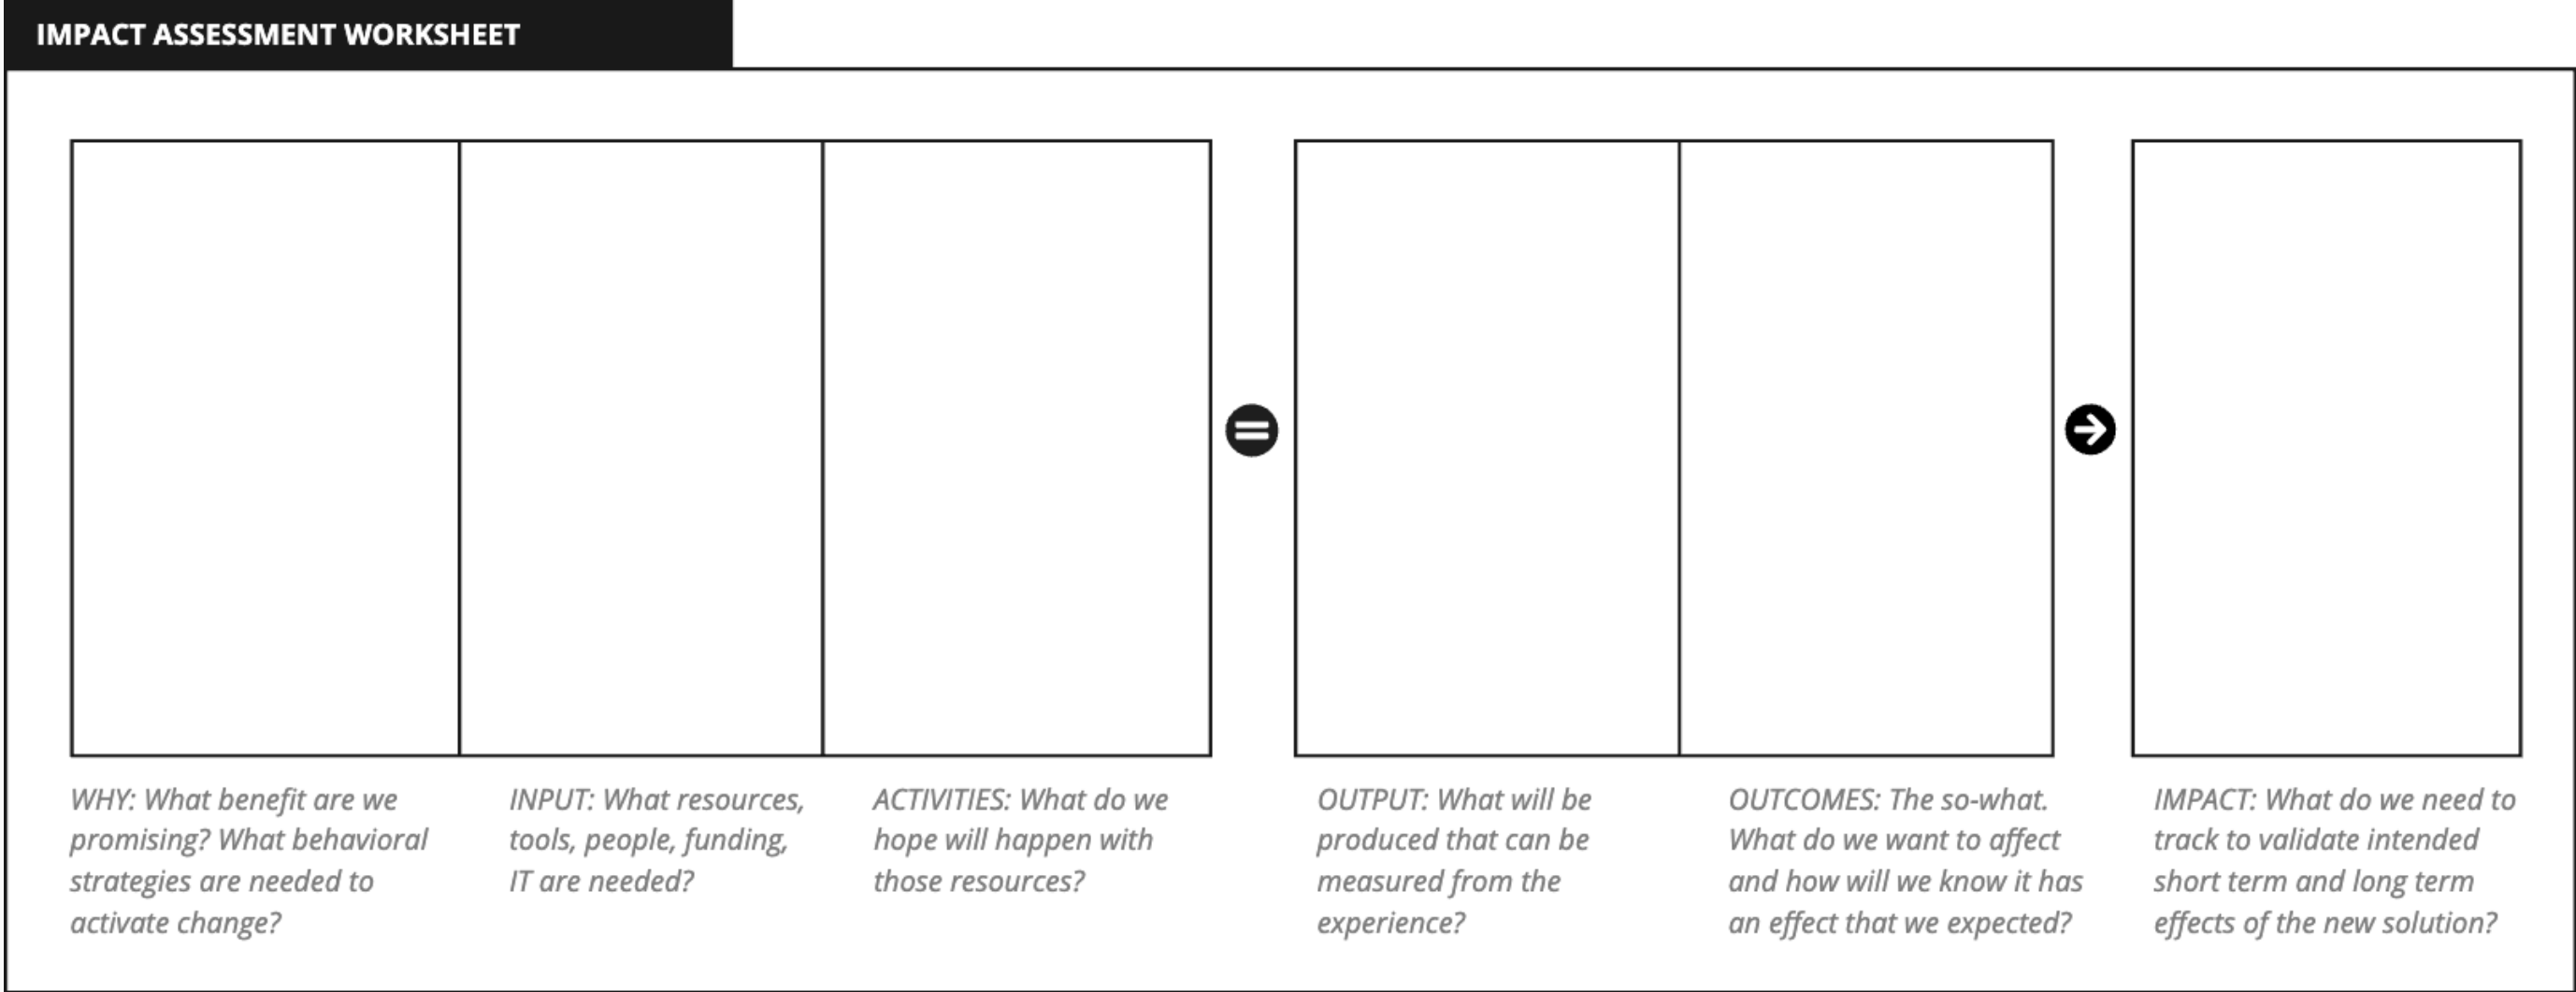 IMPACT ASSESSMENT WORKSHEET
WHY: What benefit are we
promising? What behavioral
strategies are needed to
activate change?
INPUT: What resources,
tools, people, funding,
IT are needed?
ACTIVITIES: What do we
hope will happen with
those resources?
OUTPUT: What will be
produced that can be
measured from the
experience?
OUTCOMES: The so-what.
What do we want to affect
and how will we know it has
an effect that we expected?
IMPACT: What do we need to
track to validate intended
short term and long term
effects of the new solution?